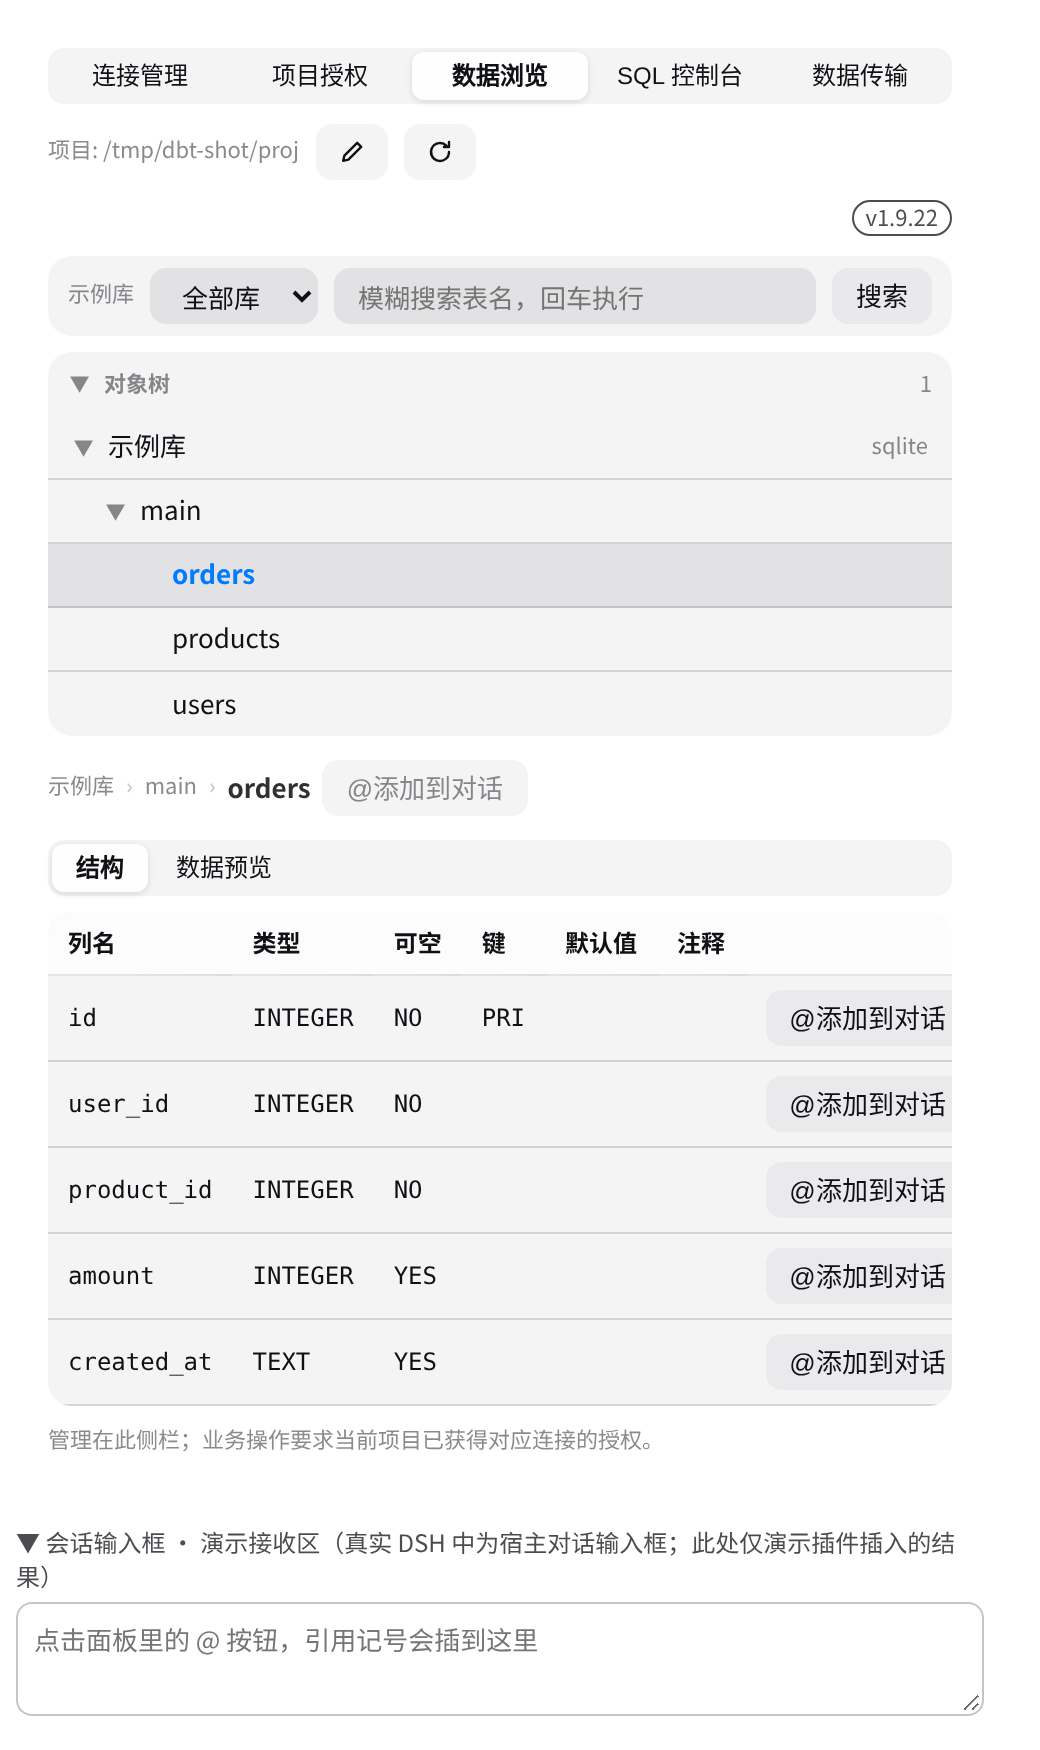 连接管理 项目授权 数据浏览 SQL 控制台 数据传输
项目: /tmp/dbt-shot/proj
v1.9.22
示例库 全部库 模糊搜索表名，回车执行 搜索
▼ 对象树 1
▼ 示例库 sqlite
▼ main
orders
products
users
示例库 › main › orders @添加到对话
结构 数据预览
列名 类型 可空 键 默认值 注释
id INTEGER NO PRI @添加到对话
user_id INTEGER NO @添加到对话
product_id INTEGER NO @添加到对话
amount INTEGER YES @添加到对话
created_at TEXT YES @添加到对话
管理在此侧栏；业务操作要求当前项目已获得对应连接的授权。
▼ 会话输入框 · 演示接收区（真实 DSH 中为宿主对话输入框；此处仅演示插件插入的结
果）
点击面板里的 @ 按钮，引用记号会插到这里